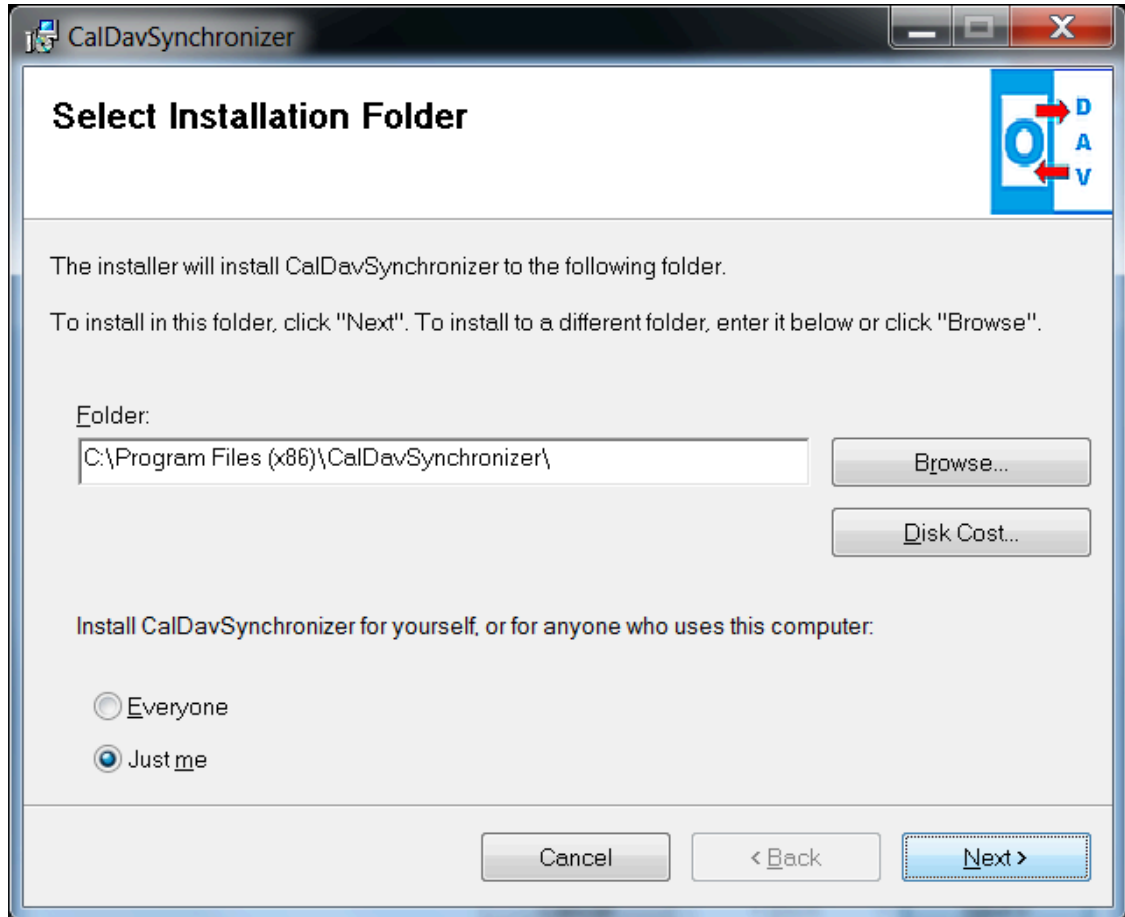 CalDavSynchronizer
Select Installation Folder
O
D
A
V
The installer will install CalDavSynchronizer to the following folder.
To install in this folder, click "Next". To install to a different folder, enter it below or click "Browse".
Folder:
C:\Program Files (x86)\CalDavSynchronizer\
Browse...
Disk Cost...
Install CalDavSynchronizer for yourself, or for anyone who uses this computer:
Everyone
Just me
Cancel
< Back
Next >